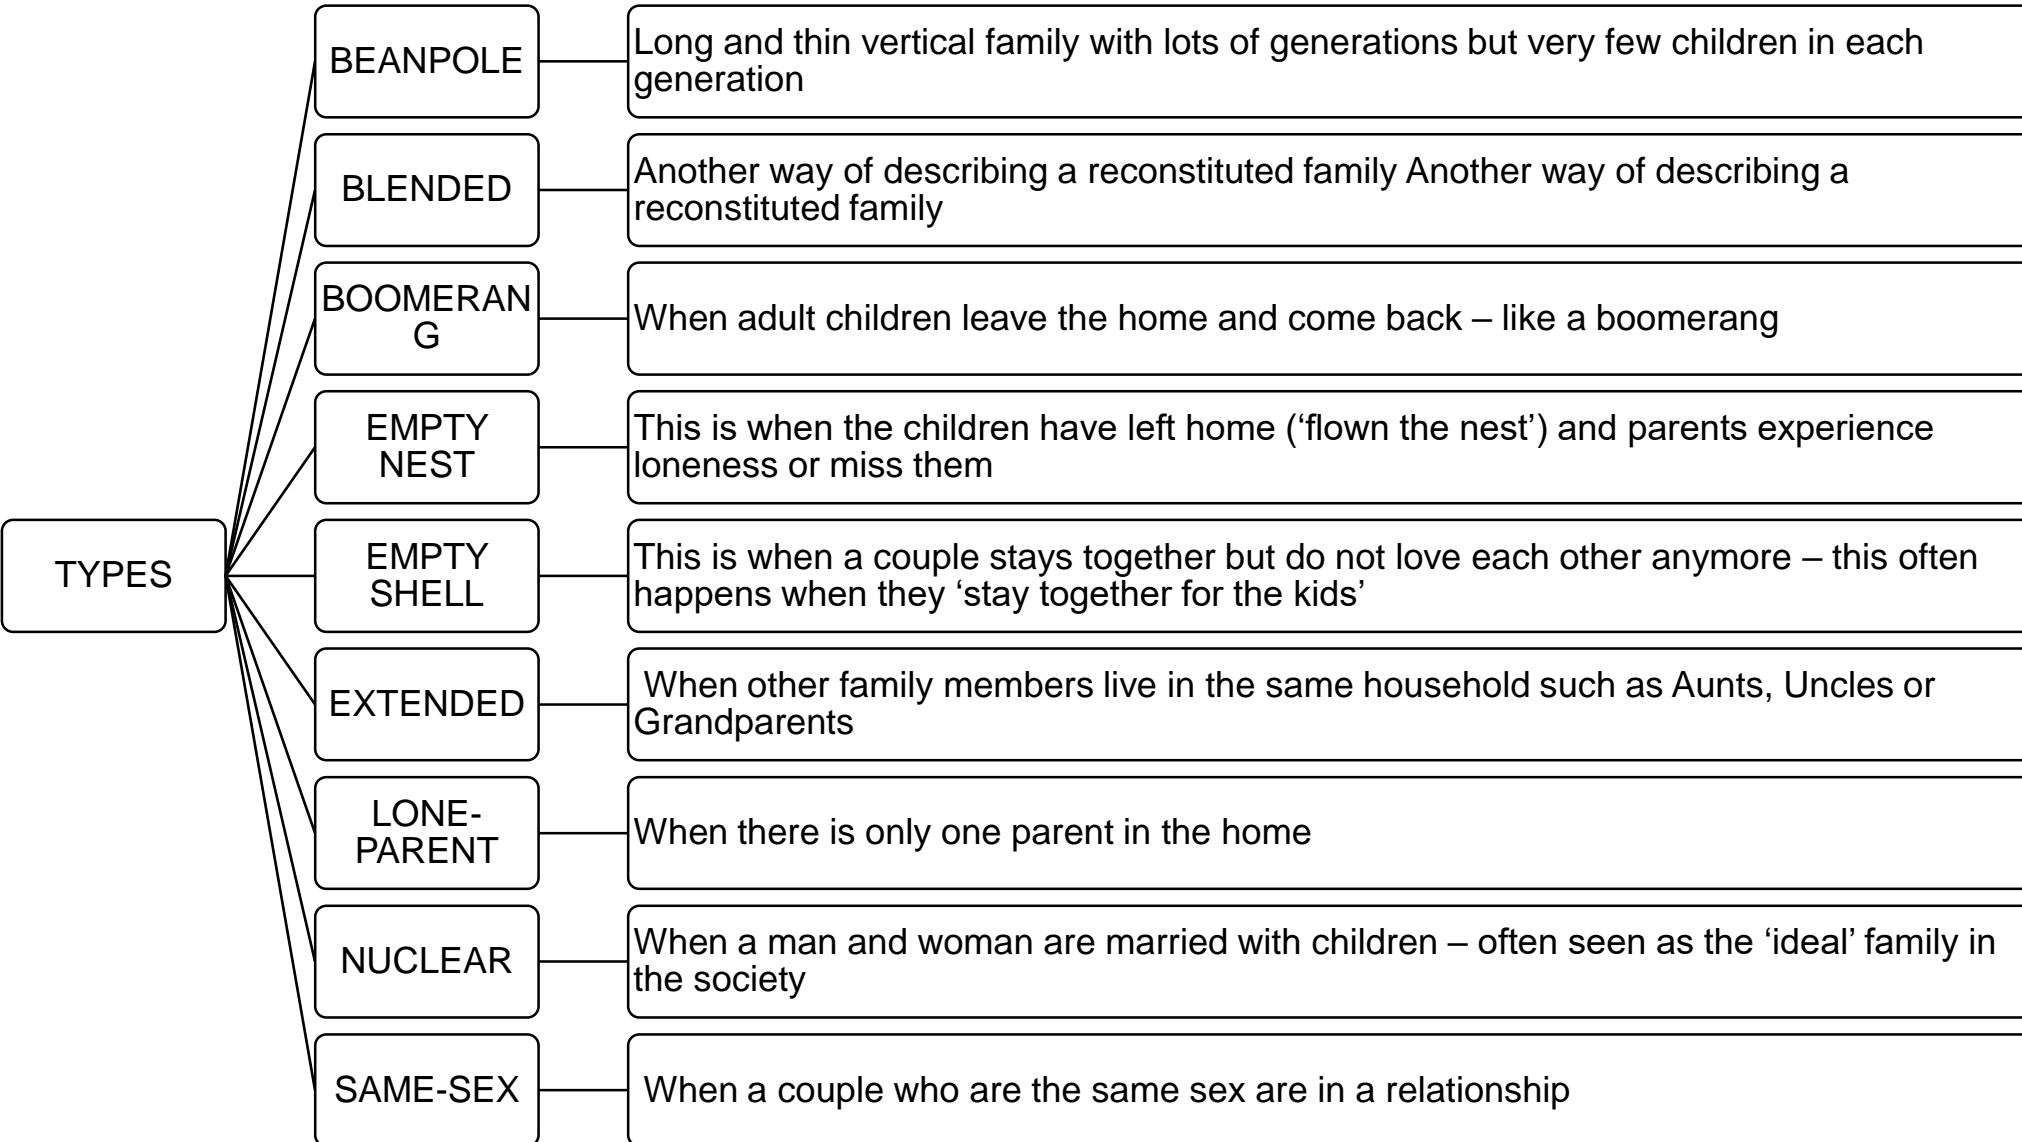 BEANPOLE
Long and thin vertical family with lots of generations but very few children in each
generation
BLENDED
Another way of describing a reconstituted family Another way of describing a
reconstituted family
BOOMERAN
G
When adult children leave the home and come back – like a boomerang
EMPTY
NEST
This is when the children have left home (‘flown the nest’) and parents experience
loneness or miss them
TYPES
EMPTY
SHELL
This is when a couple stays together but do not love each other anymore – this often
happens when they ‘stay together for the kids’
EXTENDED
When other family members live in the same household such as Aunts, Uncles or
Grandparents
LONE-
PARENT
When there is only one parent in the home
NUCLEAR
When a man and woman are married with children – often seen as the ‘ideal’ family in
the society
SAME-SEX
When a couple who are the same sex are in a relationship